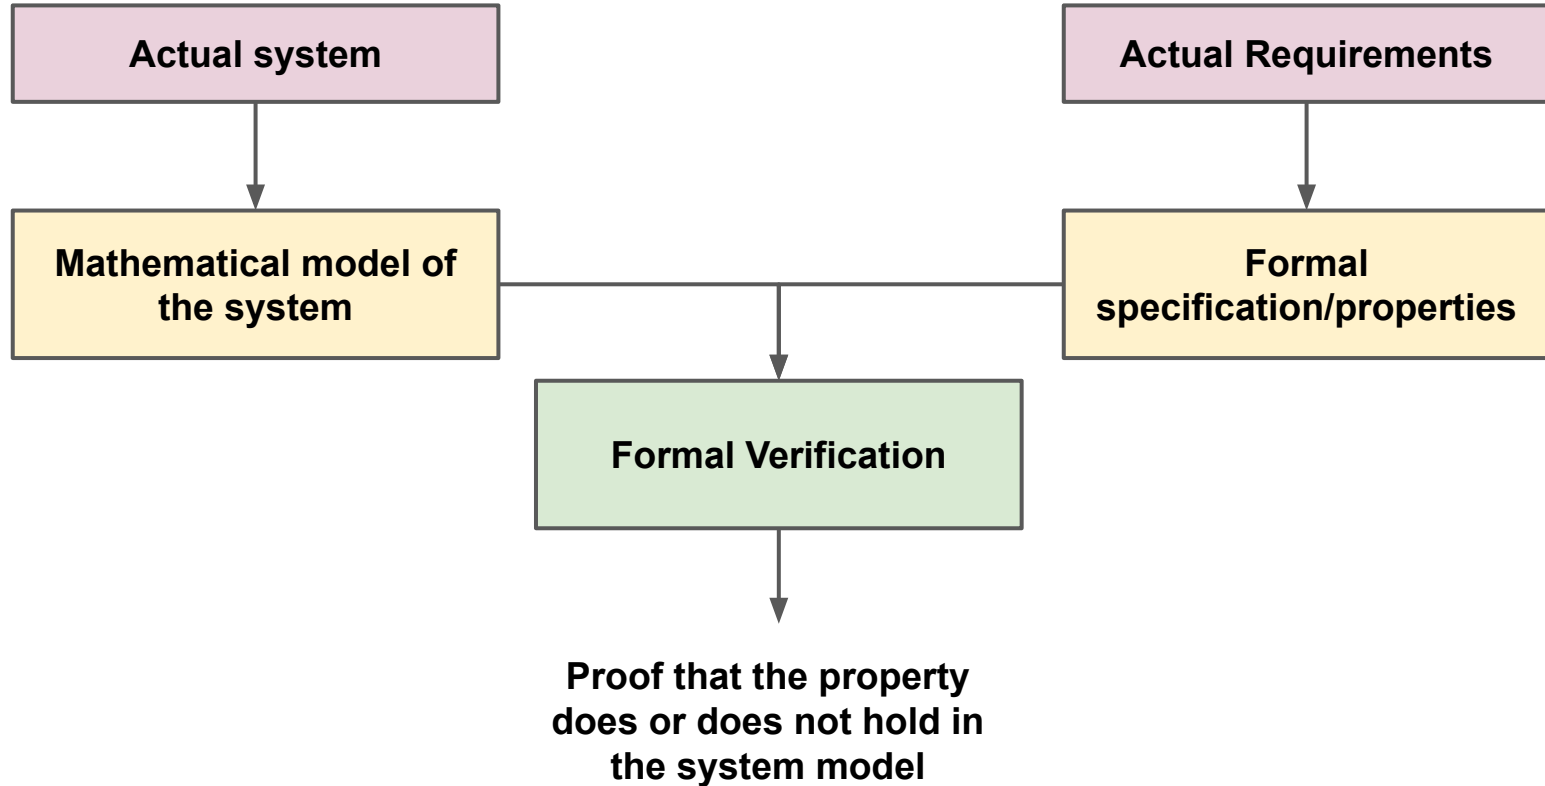 Actual system
Actual Requirements
Mathematical model of
the system
Formal
specification/properties
Formal Verification
Proof that the property
does or does not hold in
the system model